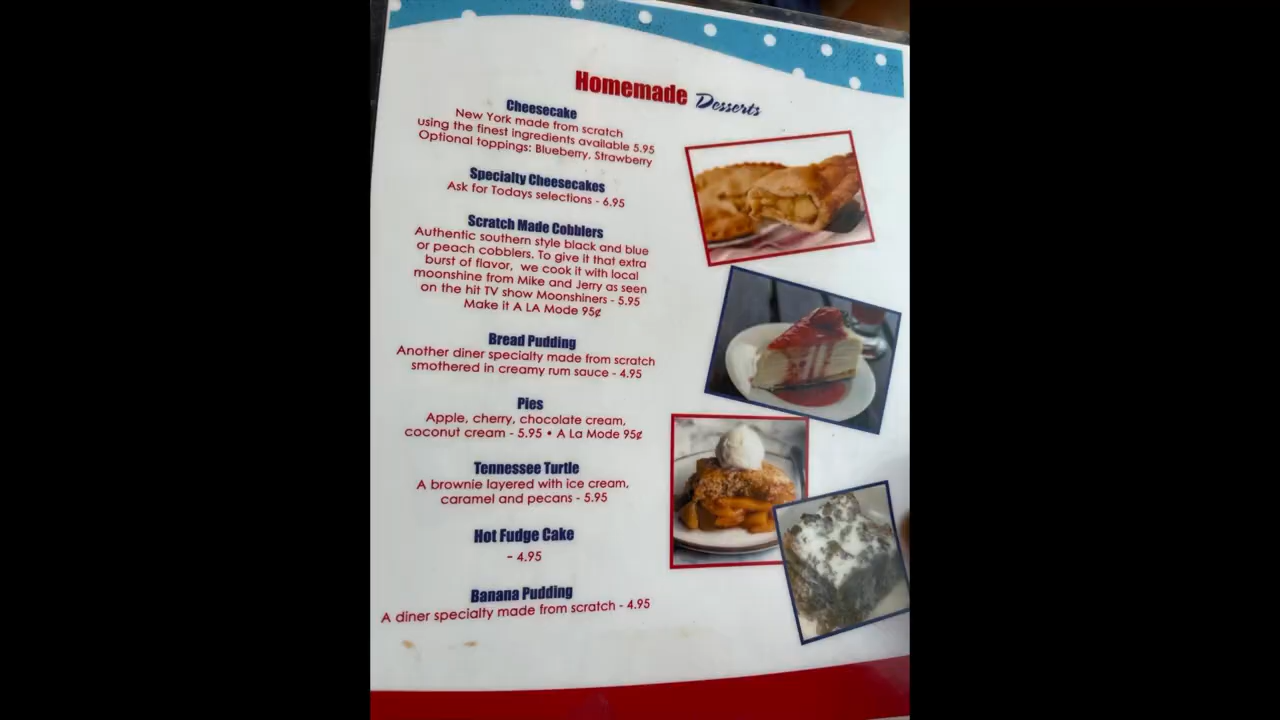 Homemade Desserts
Cheesecake
New York made from scratch
using the finest ingredients available 5.95
Optional toppings: Blueberry, Strawberry
Specialty Cheesecakes
Ask for Todays selections - 6.95
Scratch Made Cobblers
Authentic southern style black and blue
or peach cobblers. To give it that extra
burst of flavor, we cook it with local
moonshine from Mike and Jerry as seen
on the hit TV show Moonshiners - 5.95
Make it A LA Mode 95¢
Bread Pudding
Another diner specialty made from scratch
smothered in creamy rum sauce - 4.95
Pies
Apple, cherry, chocolate cream,
coconut cream - 5.95 • A La Mode 95¢
Tennessee Turtle
A brownie layered with ice cream,
caramel and pecans - 5.95
Hot Fudge Cake
- 4.95
Banana Pudding
A diner specialty made from scratch - 4.95